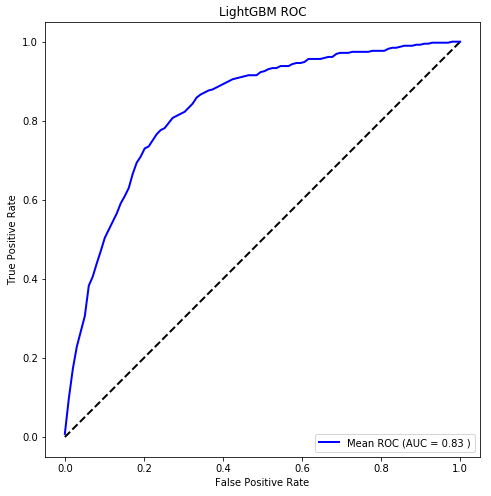 LightGBM ROC
True Positive Rate
1.0
0.8
0.6
0.4
0.2
0.0
Mean ROC (AUC = 0.83 )
0.0 0.2 0.4 0.6 0.8 1.0
False Positive Rate